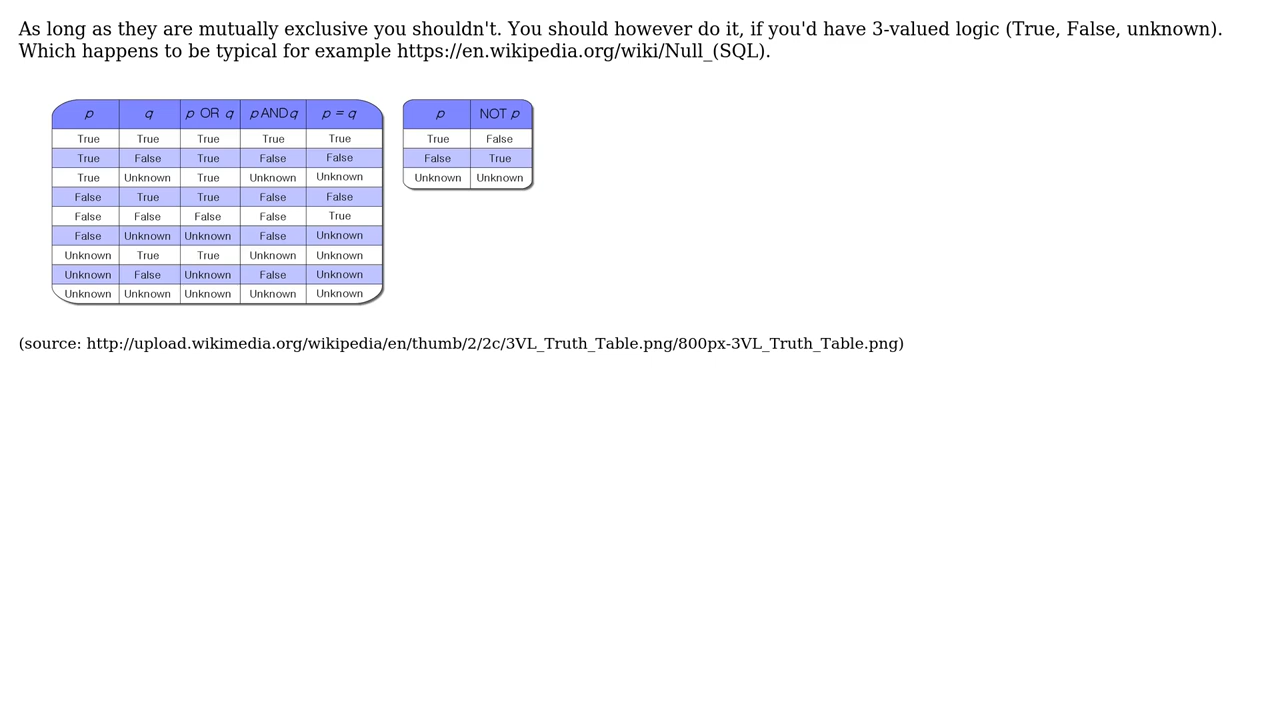 As long as they are mutually exclusive you shouldn't. You should however do it, if you'd have 3-valued logic (True, False, unknown).
Which happens to be typical for example https://en.wikipedia.org/wiki/Null_(SQL).
p q p OR q p AND q p = q
True True True True True
True False True False False
True Unknown True Unknown Unknown
False True True False False
False False False False True
False Unknown Unknown False Unknown
Unknown True True Unknown Unknown
Unknown False Unknown False Unknown
Unknown Unknown Unknown Unknown Unknown
p NOT p
True False
False True
Unknown Unknown
(source: http://upload.wikimedia.org/wikipedia/en/thumb/2/2c/3VL_Truth_Table.png/800px-3VL_Truth_Table.png)